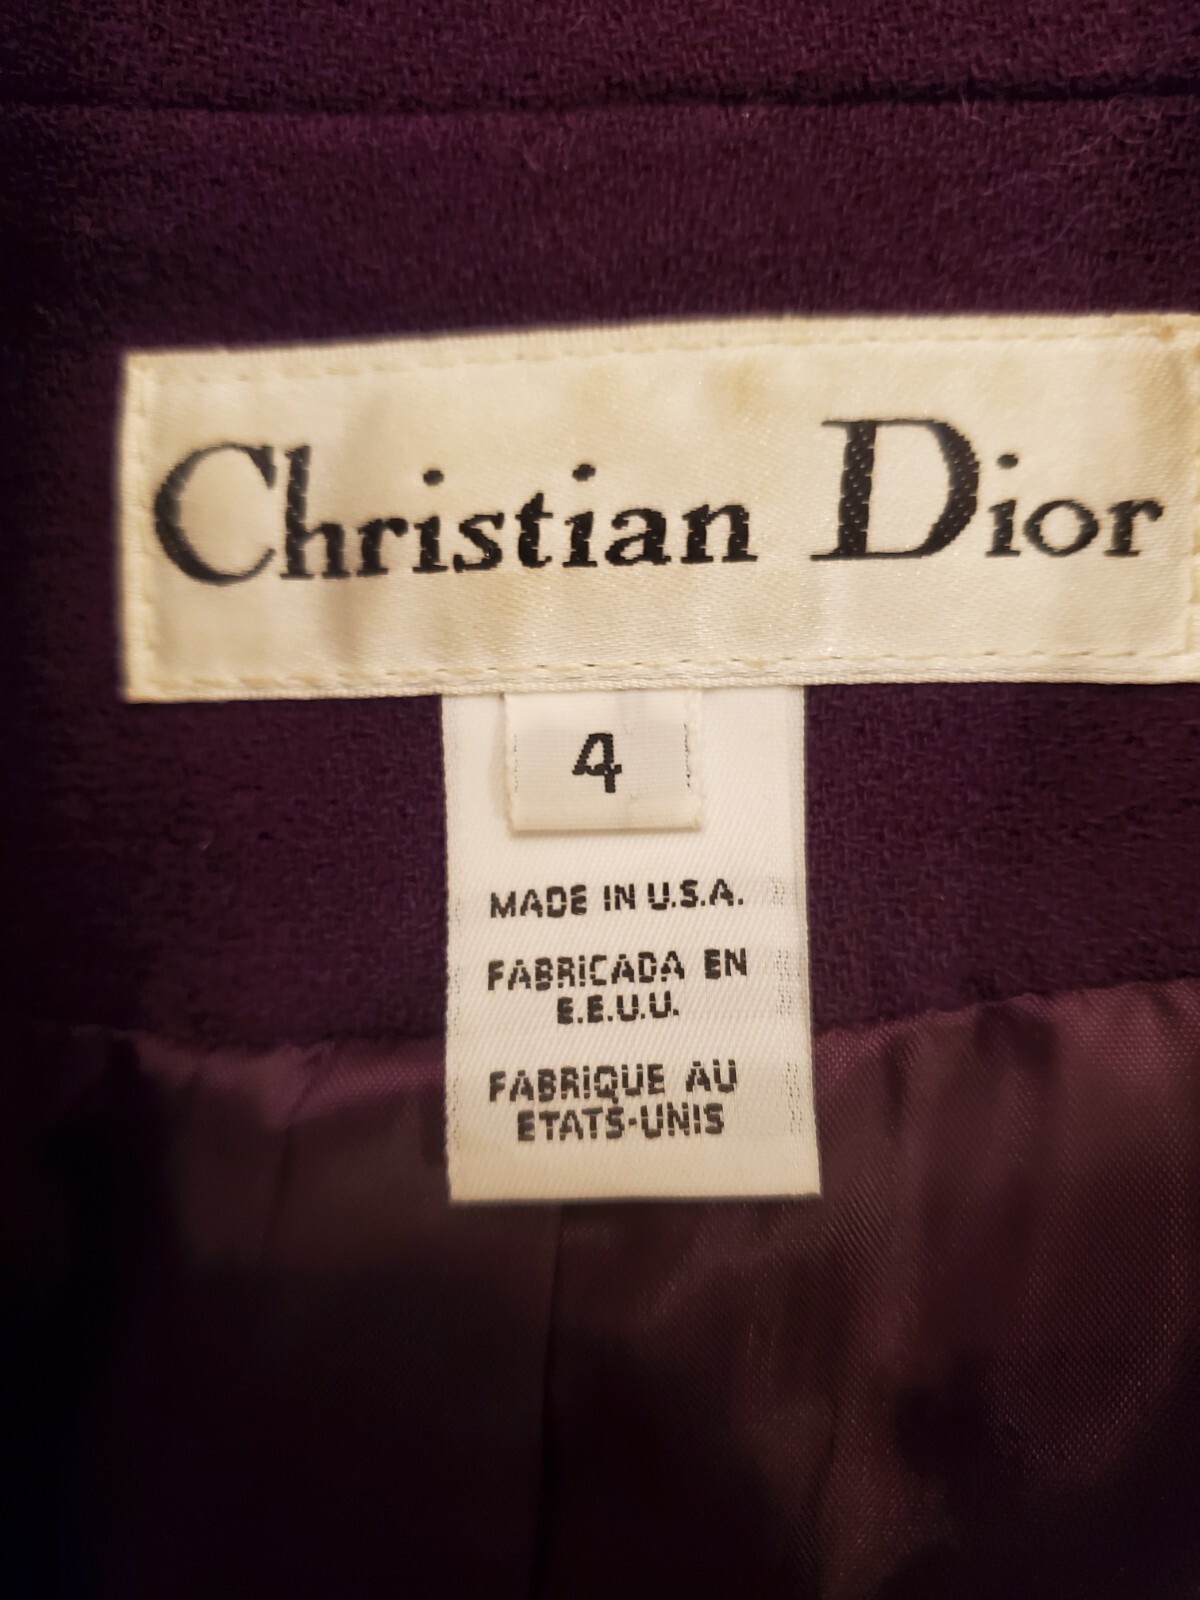 Christian Dior
4
MADE IN U.S.A.
FABRICADA EN
E.E.U.U.
FABRIQUE AU
ETATS-UNIS